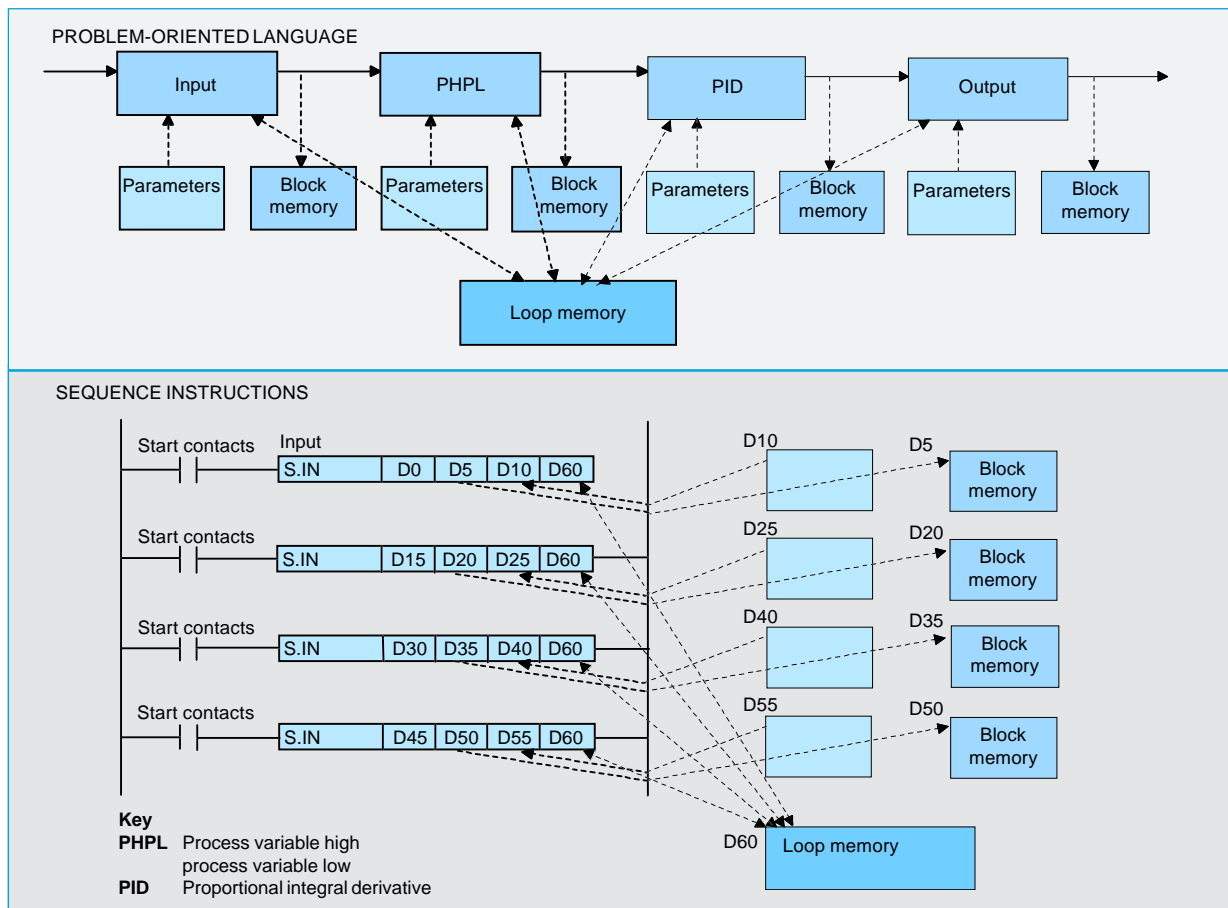 PROBLEM-ORIENTED LANGUAGE
Input
PHPL
PID
Output
Parameters
Block
memory
Parameters
Block
memory
Parameters
Block
memory
Parameters
Block
memory
Loop memory
SEQUENCE INSTRUCTIONS
Start contacts
Input
S.IN D0 D5 D10 D60
D10
D5
Block
memory
Start contacts
S.IN D15 D20 D25 D60
D25
D20
Block
memory
Start contacts
S.IN D30 D35 D40 D60
D40
D35
Block
memory
Start contacts
S.IN D45 D50 D55 D60
D55
D50
Block
memory
D60
Loop memory
Key
PHPL Process variable high
process variable low
PID Proportional integral derivative